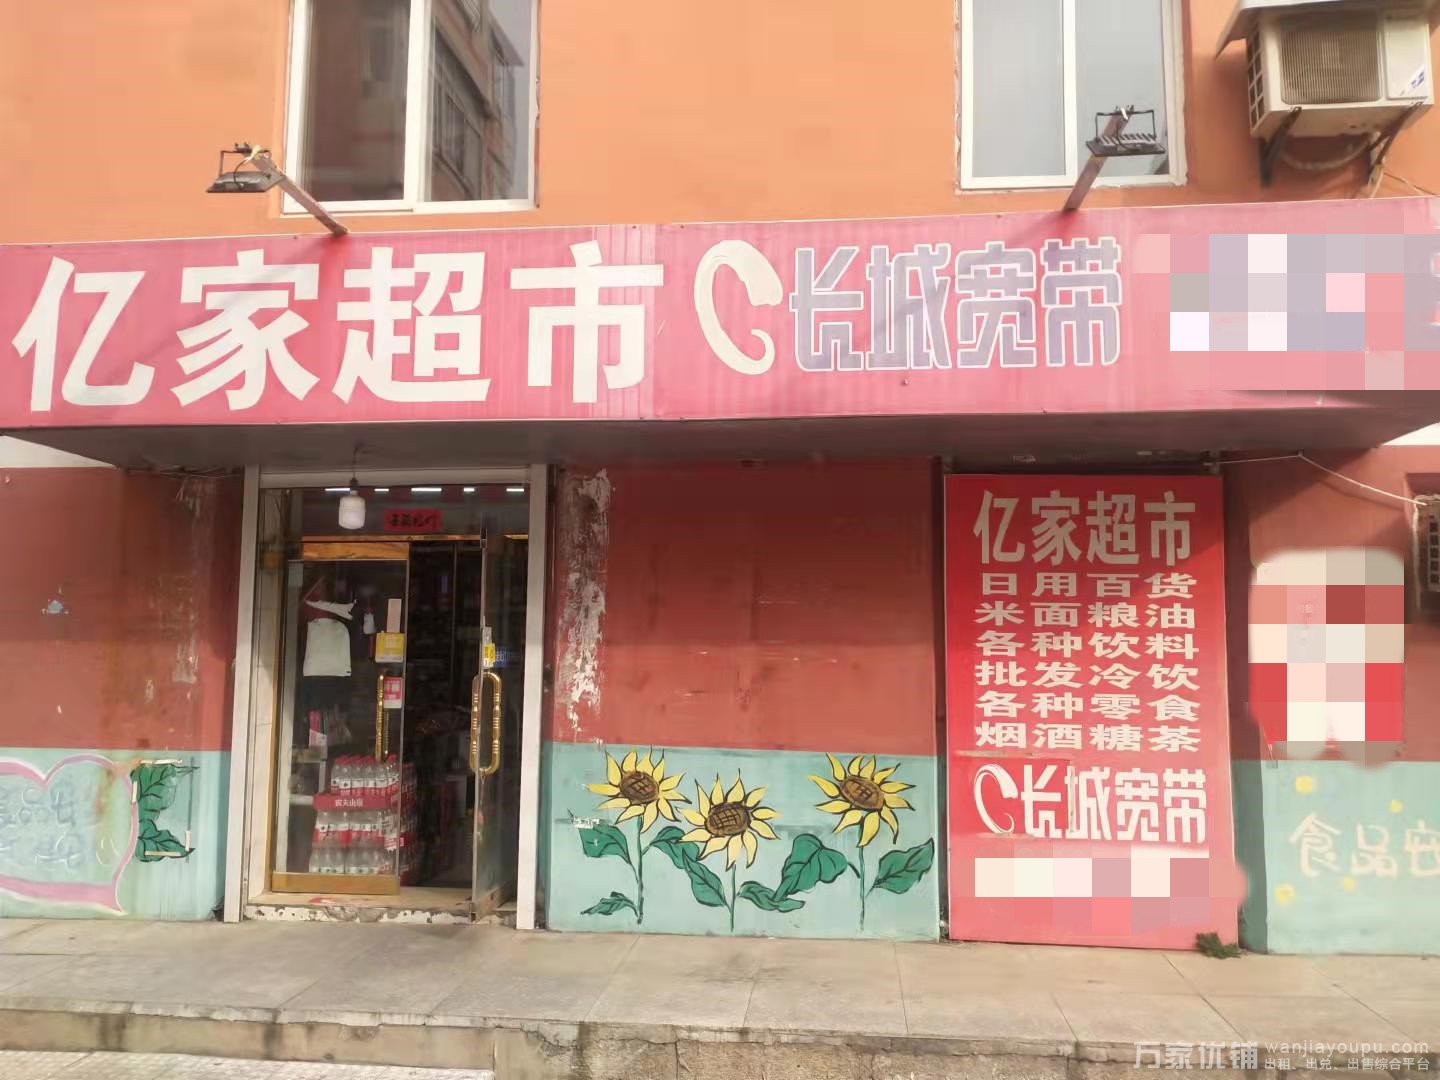 亿家超市 长城宽带
亿家超市
日用百货
米面粮油
各种饮料
批发冷饮
各种零食
烟酒糖茶
长城宽带
农夫山泉
食品安
万家优铺 wanjiayoupu.com
出租、出兑、出售综合平台